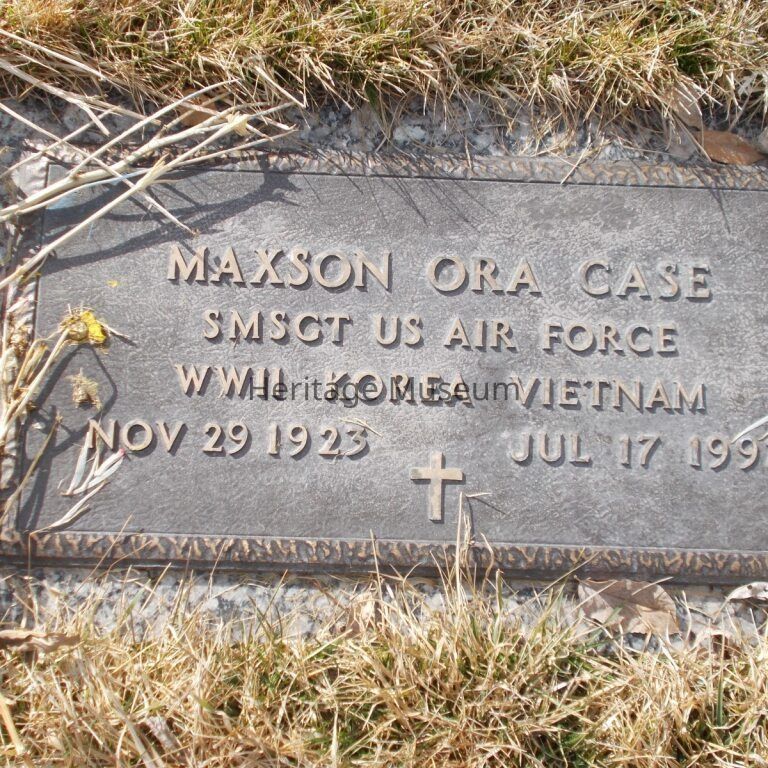 MAXSON ORA CASE
SMSGT US AIR FORCE
WWII KOREA VIETNAM
Heritage Museum
NOV 29 1923 JUL 17